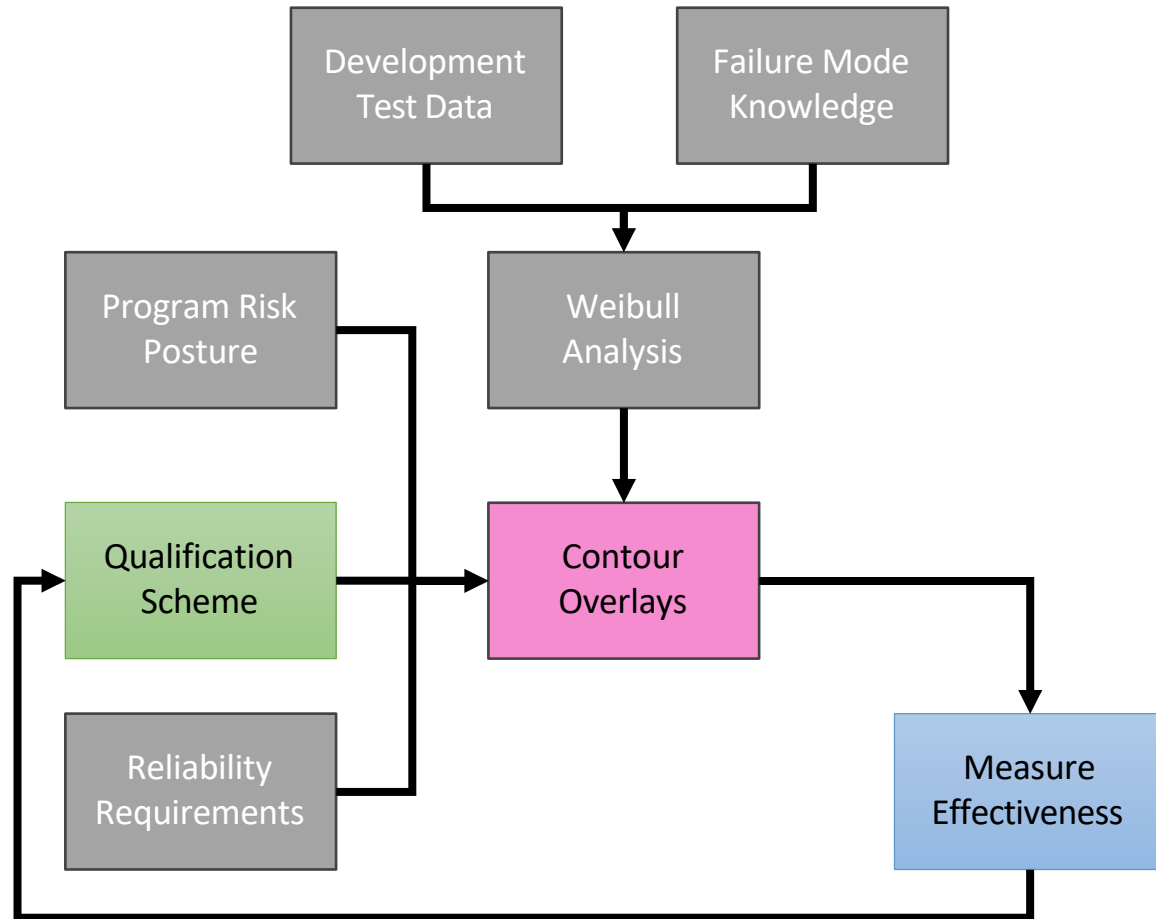 Development
Test Data
Failure Mode
Knowledge
Program Risk
Posture
Weibull
Analysis
Qualification
Scheme
Contour
Overlays
Reliability
Requirements
Measure
Effectiveness